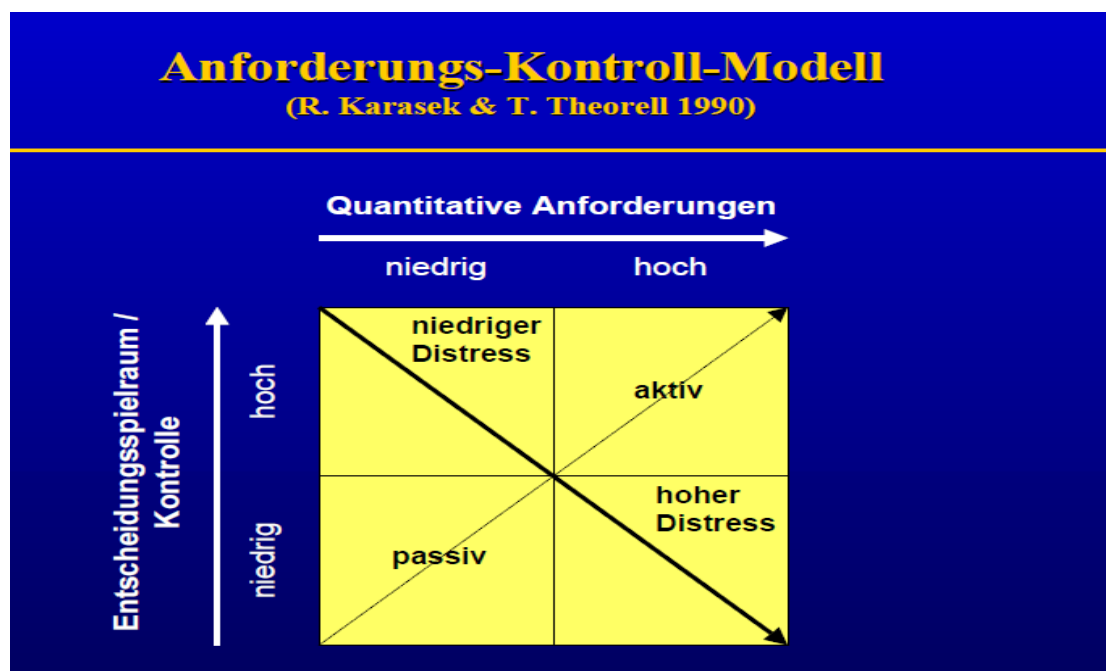 Anforderungs-Kontroll-Modell
(R. Karasek & T. Theorell 1990)
Quantitative Anforderungen
niedrig hoch
Entscheidungsspielraum /
Kontrolle
hoch
niedrig
niedriger
Distress
aktiv
passiv
hoher
Distress